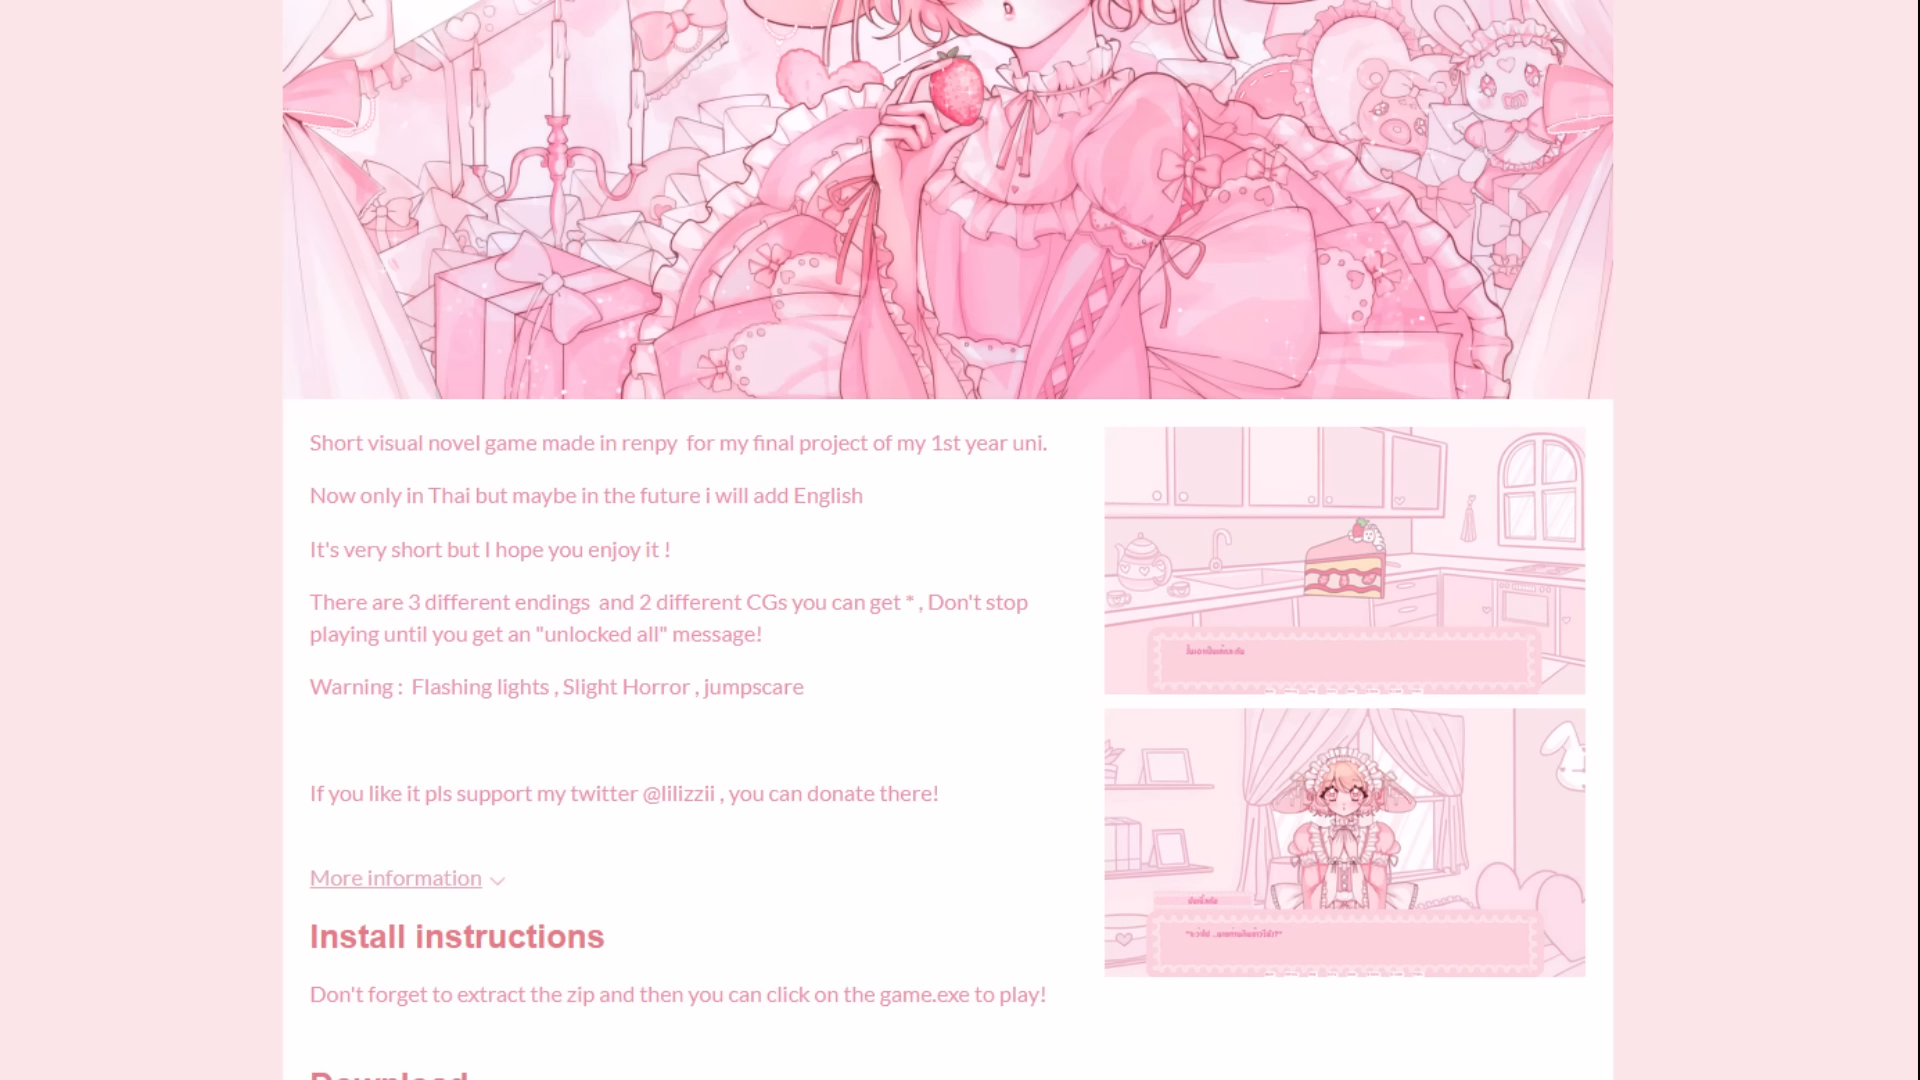 Short visual novel game made in renpy  for my final project of my 1st year uni.
Now only in Thai but maybe in the future i will add English
It's very short but I hope you enjoy it !
There are 3 different endings  and 2 different CGs you can get * , Don't stop
playing until you get an "unlocked all" message!
Warning :  Flashing lights , Slight Horror , jumpscare
If you like it pls support my twitter @lilizzii , you can donate there!
More information
Install instructions
Don't forget to extract the zip and then you can click on the game.exe to play!
Download